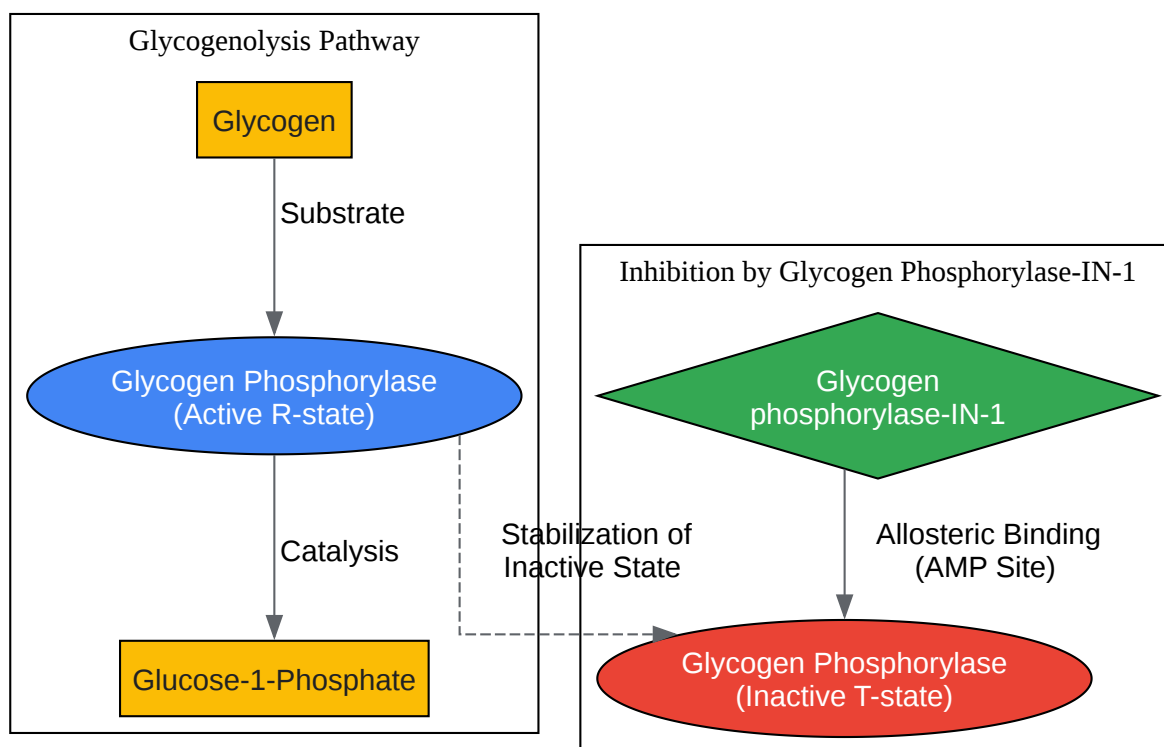 Glycogenolysis Pathway
Glycogen
Substrate
Glycogen Phosphorylase
(Active R-state)
Catalysis
Glucose-1-Phosphate
Stabilization of
Inactive State
Inhibition by Glycogen Phosphorylase-IN-1
Glycogen
phosphorylase-IN-1
Allosteric Binding
(AMP Site)
Glycogen Phosphorylase
(Inactive T-state)